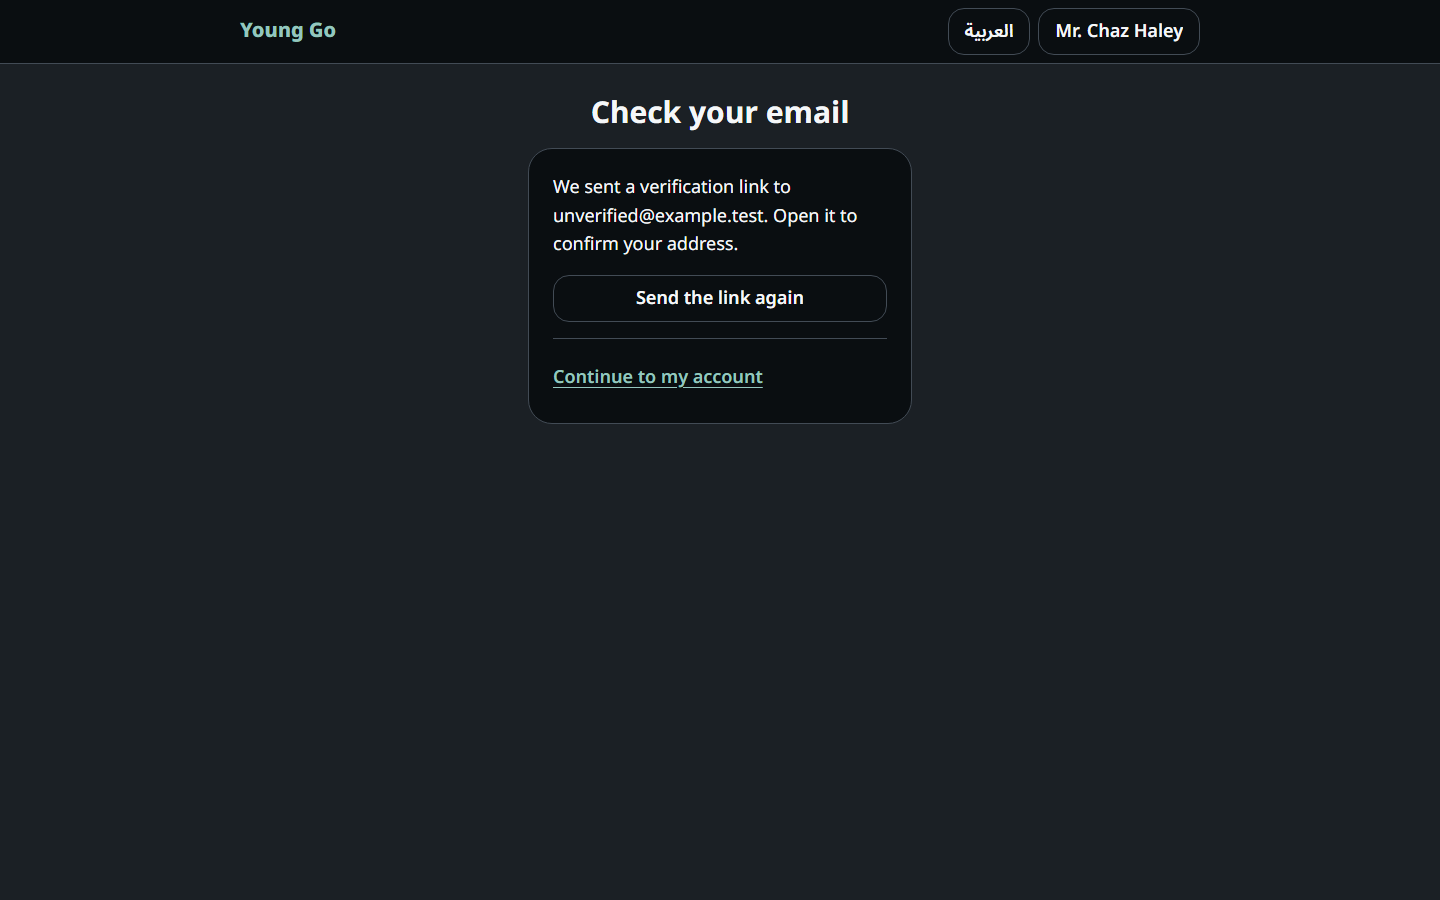 Young Go
العربية
Mr. Chaz Haley
Check your email
We sent a verification link to
unverified@example.test. Open it to
confirm your address.
Send the link again
Continue to my account